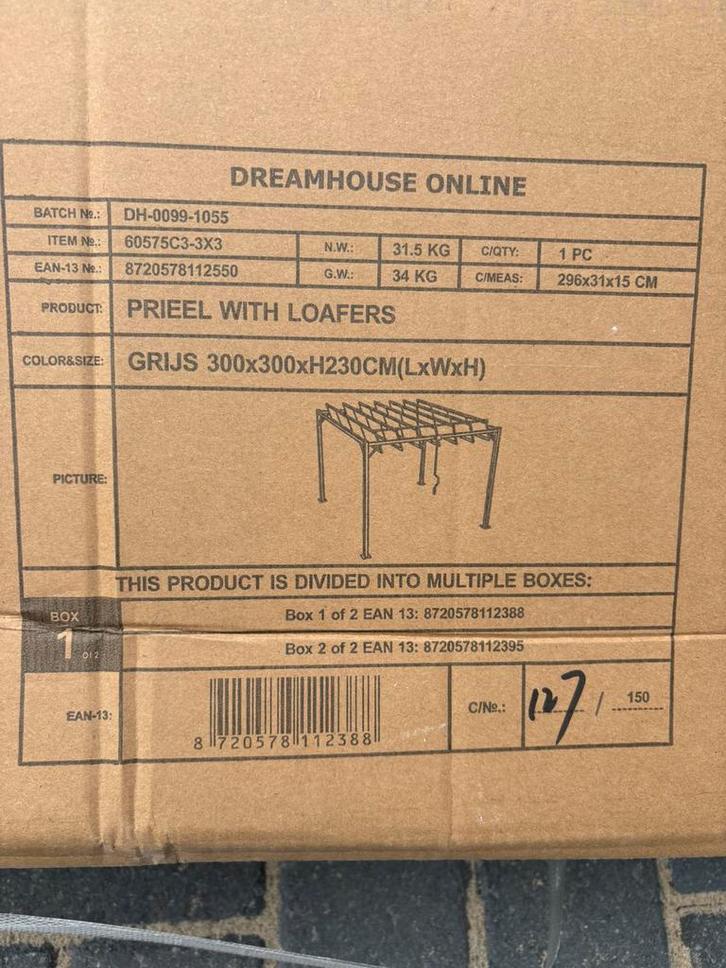 DREAMHOUSE ONLINE
BATCH №.: DH-0099-1055
ITEM №.: 60575C3-3X3 N.W.: 31.5 KG C/QTY: 1 PC
EAN-13 №.: 8720578112550 G.W.: 34 KG C/MEAS: 296x31x15 CM
PRODUCT: PRIEEL WITH LOAFERS
COLOR&SIZE: GRIJS 300x300xH230CM(LxWxH)
PICTURE:
THIS PRODUCT IS DIVIDED INTO MULTIPLE BOXES:
BOX
1 of 2
Box 1 of 2 EAN 13: 8720578112388
Box 2 of 2 EAN 13: 8720578112395
EAN-13: 8 720578 112388 C/№.: 127 / 150